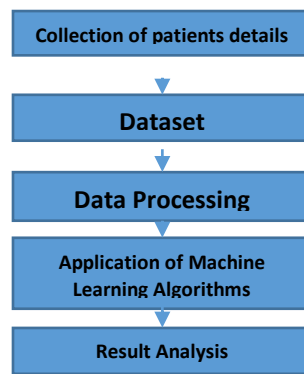 Collection of patients details
Dataset
Data Processing
Application of Machine
Learning Algorithms
Result Analysis